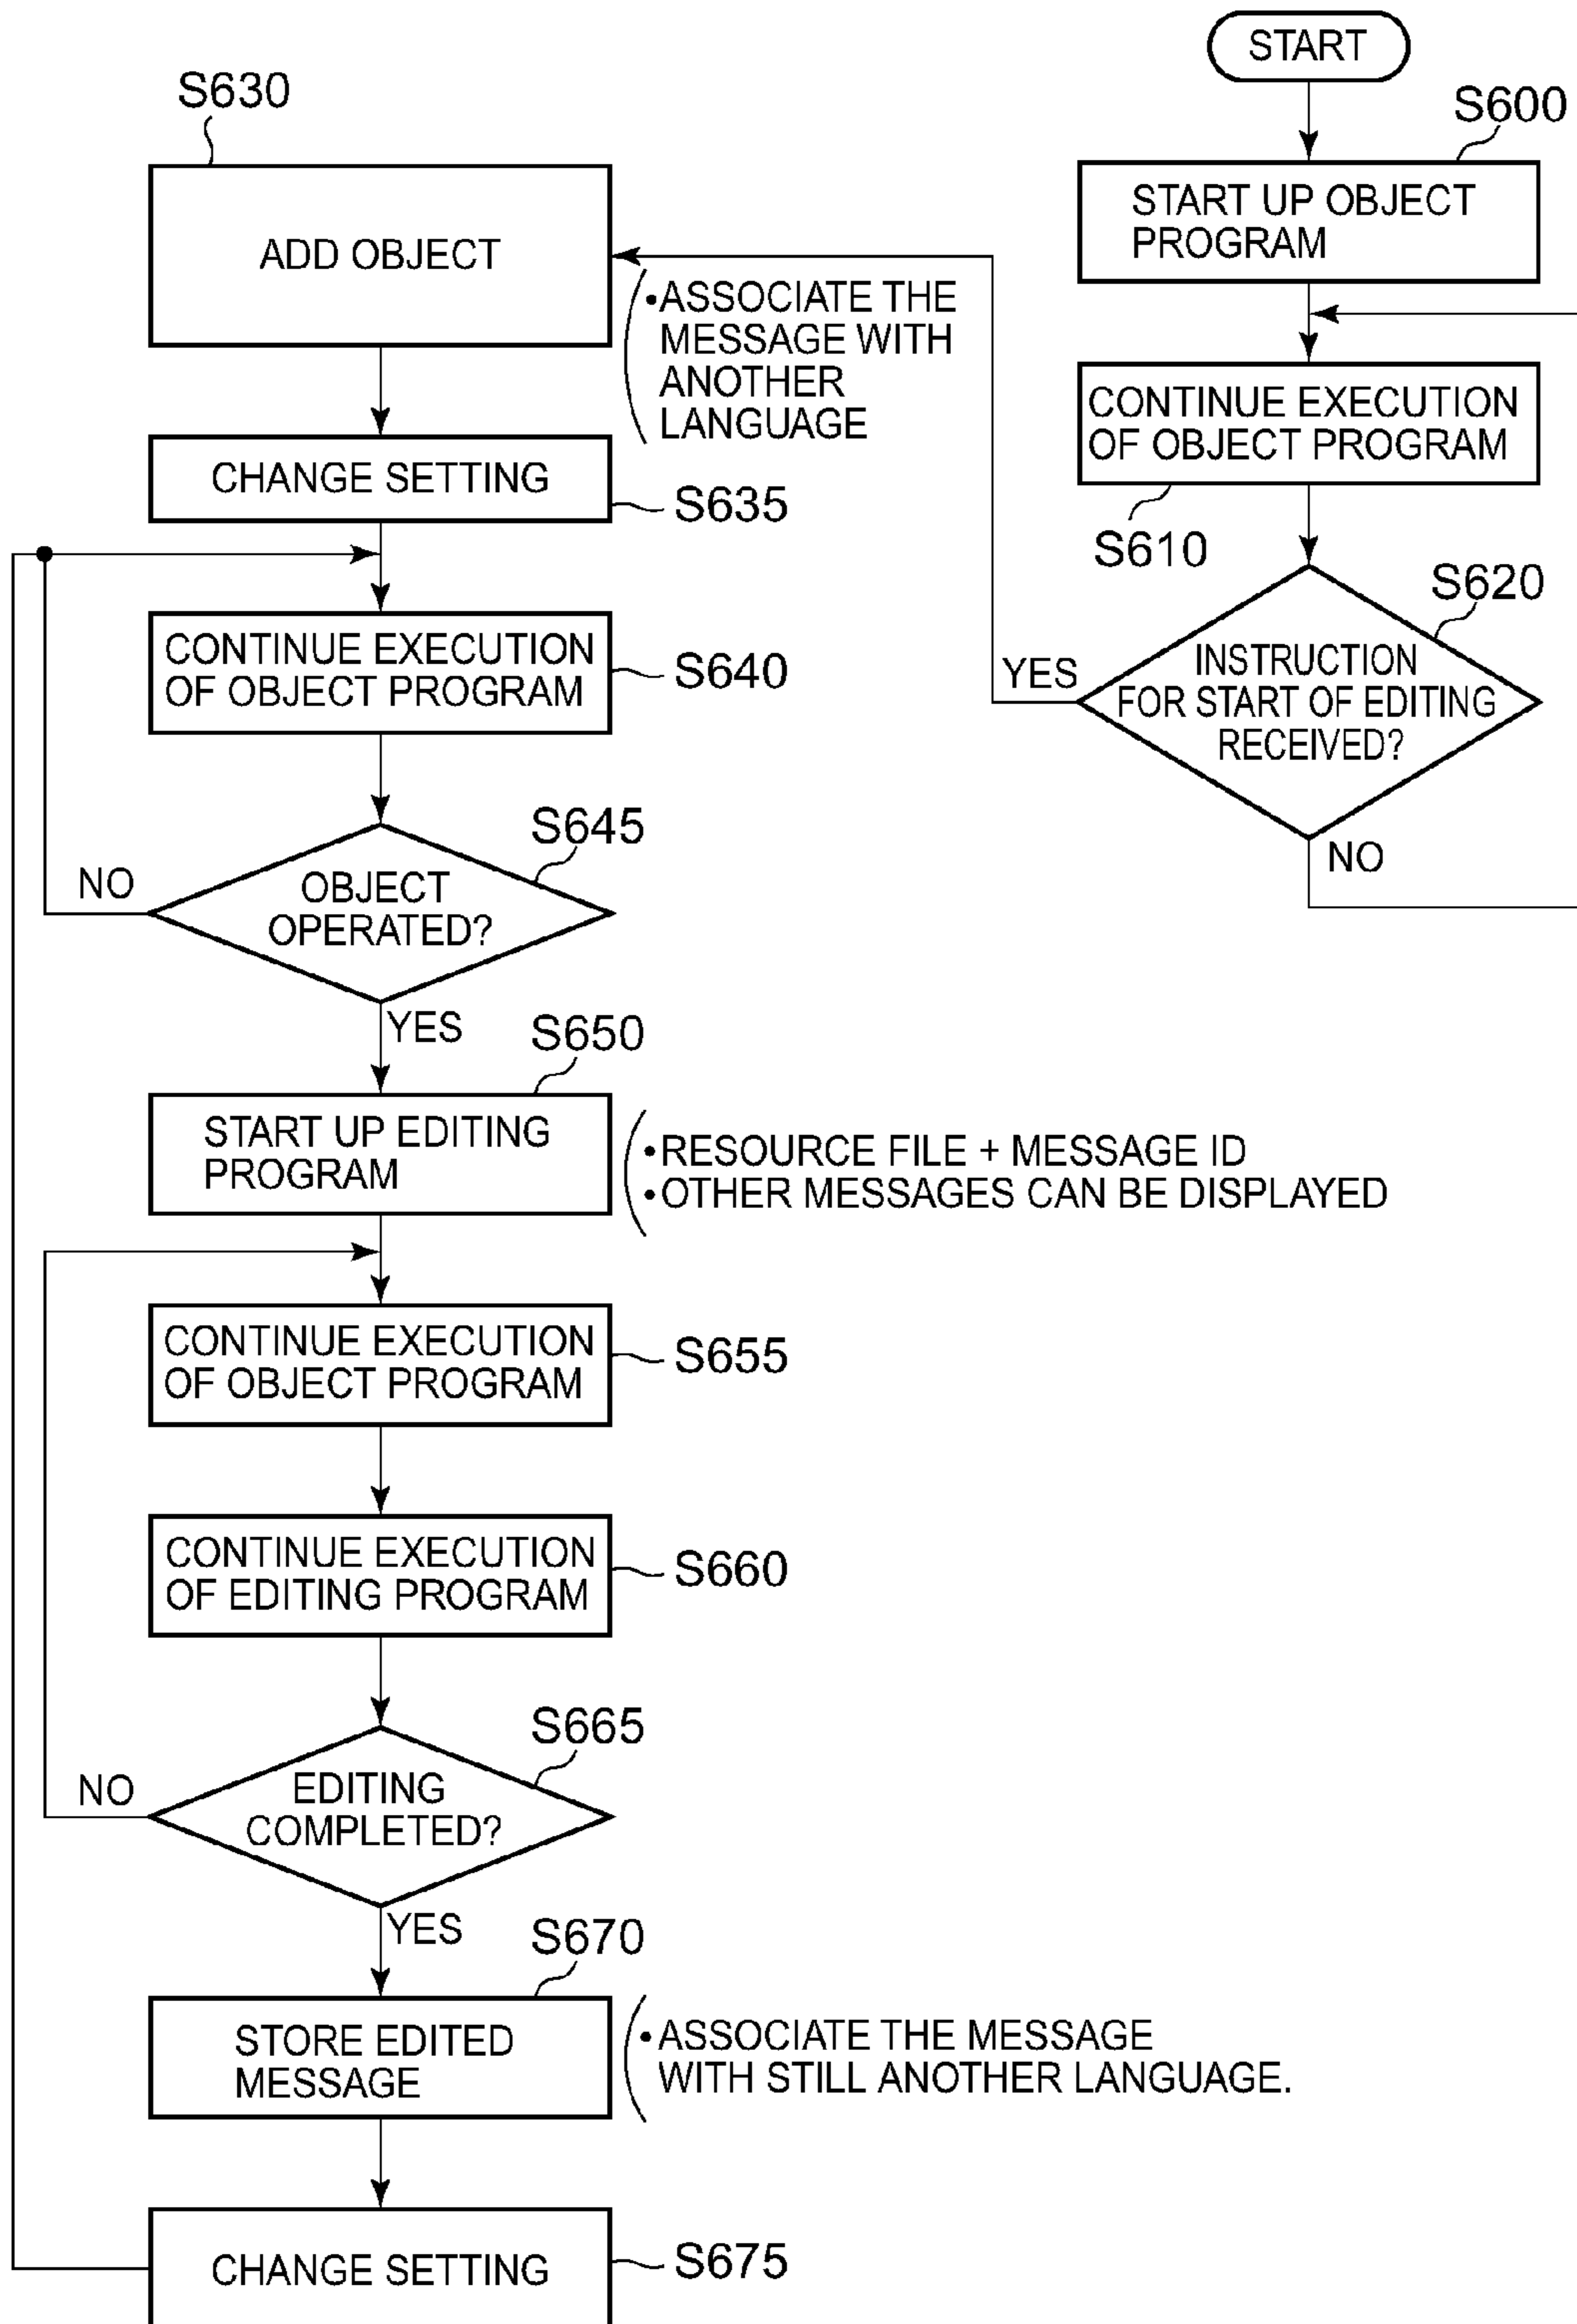 START
S600
START UP OBJECT
PROGRAM
CONTINUE EXECUTION
OF OBJECT PROGRAM
S610
S620
INSTRUCTION
FOR START OF EDITING
RECEIVED?
YES
NO
S630
ADD OBJECT
•ASSOCIATE THE
MESSAGE WITH
ANOTHER
LANGUAGE
CHANGE SETTING
S635
CONTINUE EXECUTION
OF OBJECT PROGRAM
S640
S645
OBJECT
OPERATED?
NO
YES
S650
START UP EDITING
PROGRAM
•RESOURCE FILE + MESSAGE ID
•OTHER MESSAGES CAN BE DISPLAYED
CONTINUE EXECUTION
OF OBJECT PROGRAM
S655
CONTINUE EXECUTION
OF EDITING PROGRAM
S660
S665
EDITING
COMPLETED?
NO
YES
S670
STORE EDITED
MESSAGE
•ASSOCIATE THE MESSAGE
WITH STILL ANOTHER LANGUAGE.
CHANGE SETTING
S675